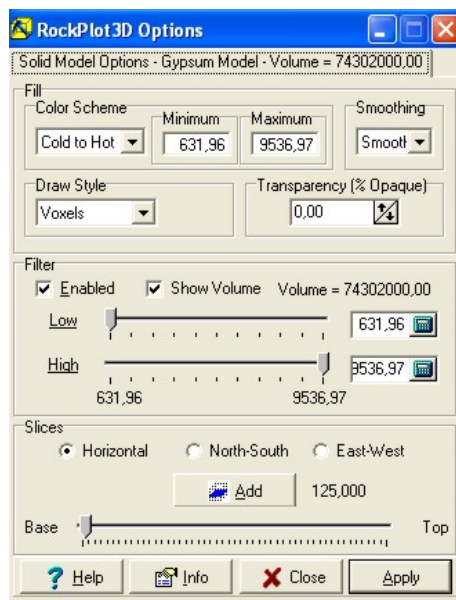 RockPlot3D Options
Solid Model Options - Gypsum Model - Volume = 74302000,00
Fill
Color Scheme
Minimum
Maximum
Smoothing
Cold to Hot
631,96
9536,97
Smooth
Draw Style
Transparency (% Opaque)
Voxels
0,00
Filter
Enabled
Show Volume
Volume = 74302000,00
Low
631,96
High
9536,97
631,96
9536,97
Slices
Horizontal
North-South
East-West
Add
125,000
Base
Top
Help
Info
Close
Apply